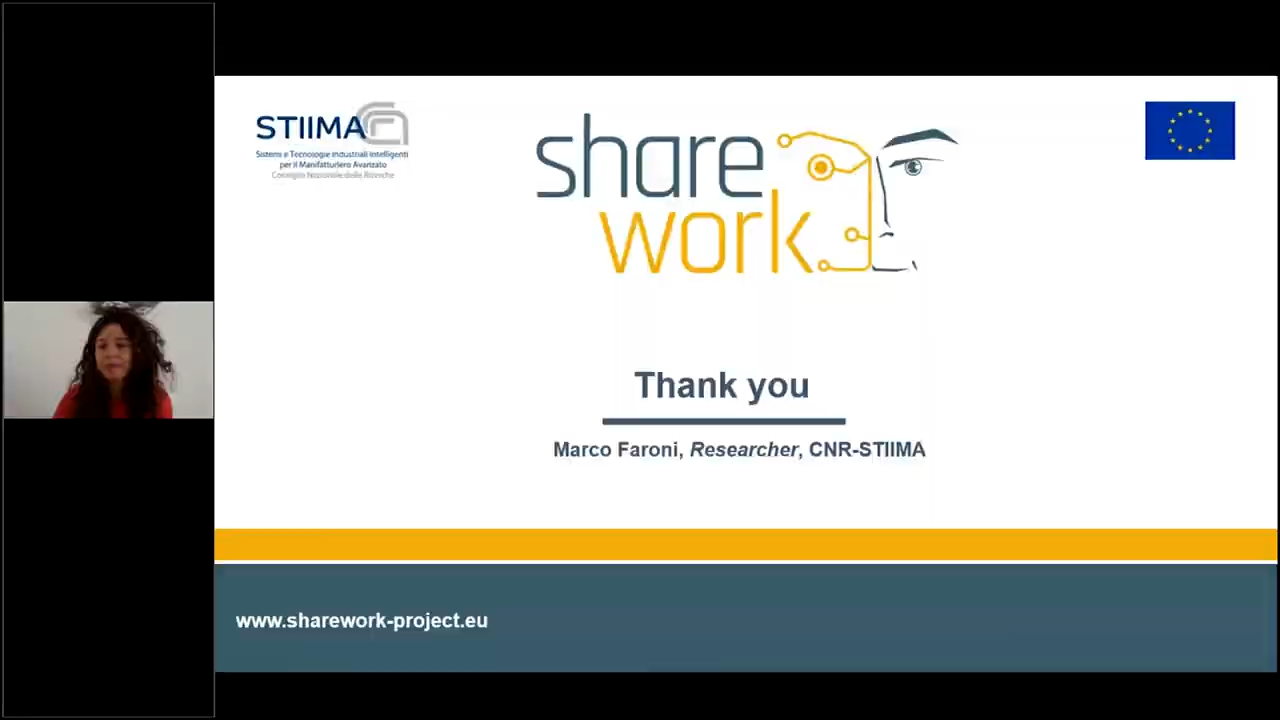 STIIMA
Sistemi e Tecnologie Industriali Intelligenti
per il Manifatturiero Avanzato
Consiglio Nazionale delle Ricerche
share
work
Thank you
Marco Faroni, Researcher, CNR-STIIMA
www.sharework-project.eu